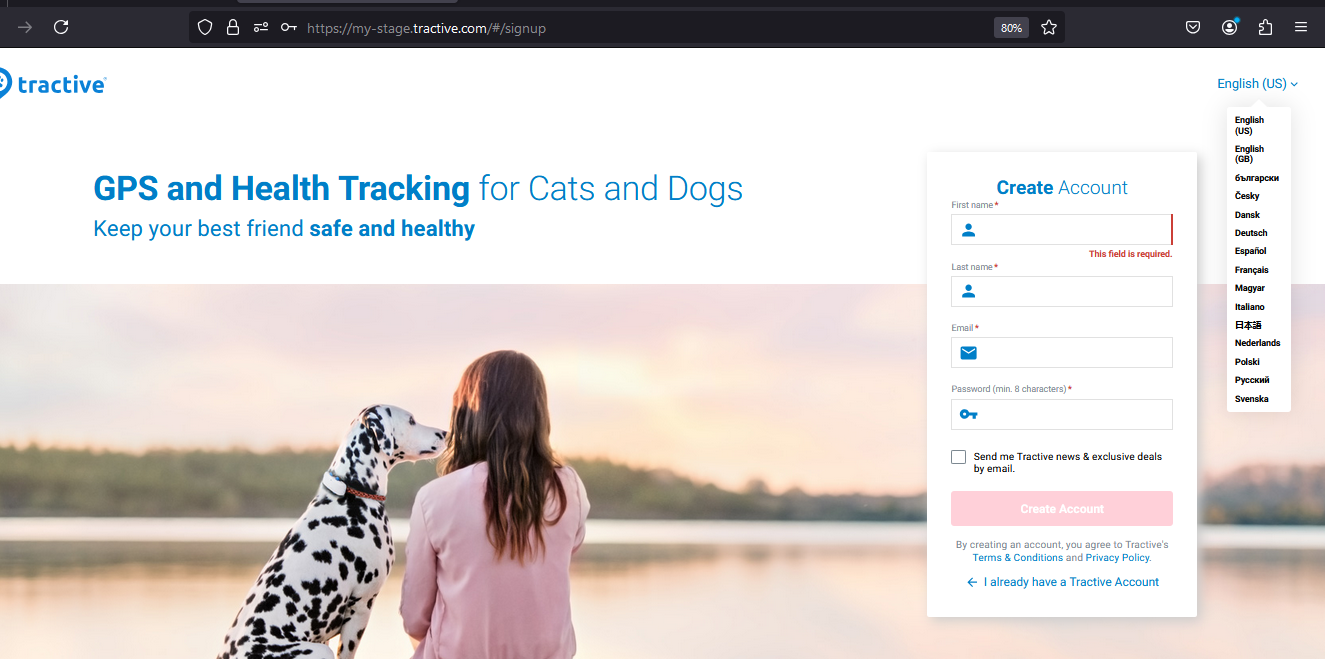 https://my-stage.tractive.com/#/signup
80%
tractive
English (US)
English
(US)
English
(GB)
български
Česky
Dansk
Deutsch
Español
Français
Magyar
Italiano
日本語
Nederlands
Polski
Русский
Svenska
GPS and Health Tracking for Cats and Dogs
Keep your best friend safe and healthy
Create Account
First name*
This field is required.
Last name*
Email*
Password (min. 8 characters)*
Send me Tractive news & exclusive deals
by email.
Create Account
By creating an account, you agree to Tractive's
Terms & Conditions and Privacy Policy.
I already have a Tractive Account